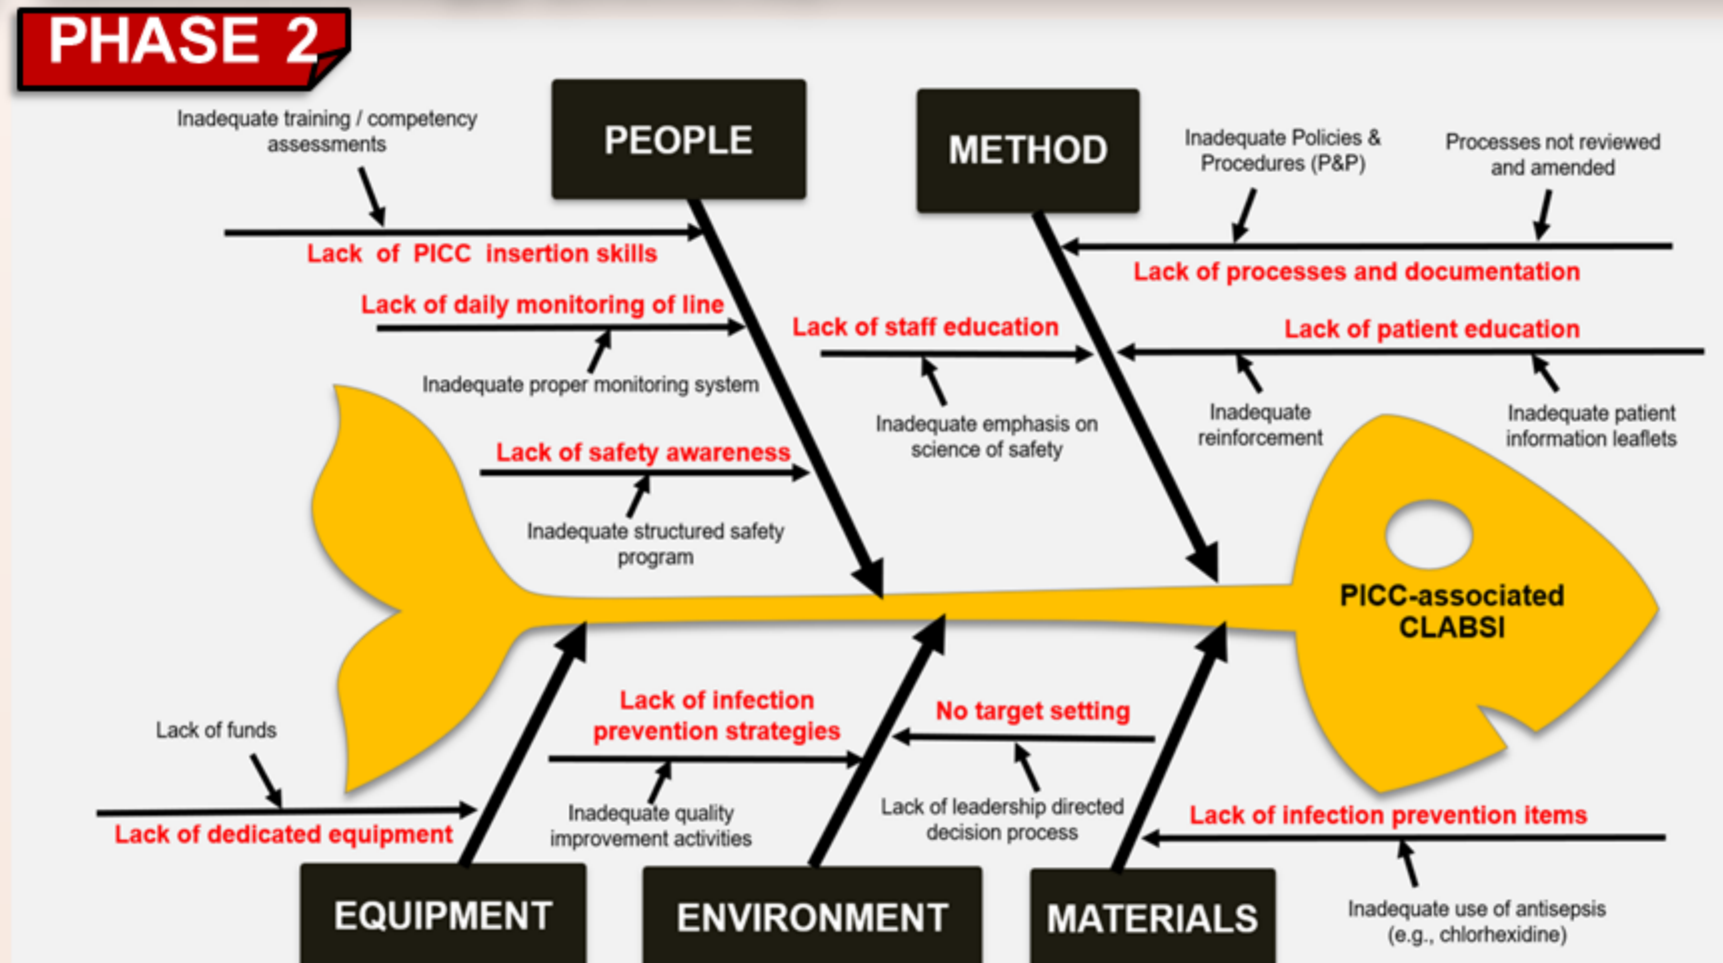 PHASE 2
PEOPLE
METHOD
Inadequate training / competency
assessments
Inadequate Policies &
Procedures (P&P)
Processes not reviewed
and amended
Lack of PICC insertion skills
Lack of processes and documentation
Lack of daily monitoring of line
Lack of staff education
Lack of patient education
Inadequate proper monitoring system
Inadequate emphasis on
science of safety
Inadequate
reinforcement
Inadequate patient
information leaflets
Lack of safety awareness
Inadequate structured safety
program
PICC-associated
CLABSI
Lack of funds
Lack of infection
prevention strategies
No target setting
Lack of dedicated equipment
Inadequate quality
improvement activities
Lack of leadership directed
decision process
Lack of infection prevention items
Inadequate use of antisepsis
(e.g., chlorhexidine)
EQUIPMENT
ENVIRONMENT
MATERIALS